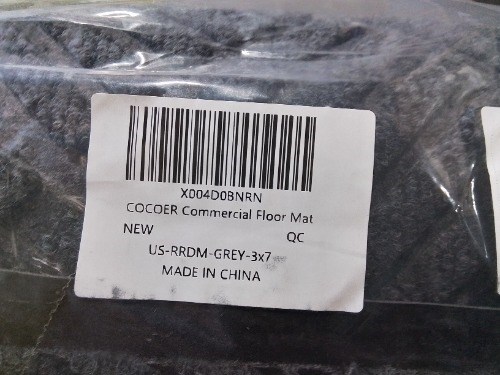 X004D0BNRN
COCOER Commercial Floor Mat
NEW QC
US-RRDM-GREY-3x7
MADE IN CHINA